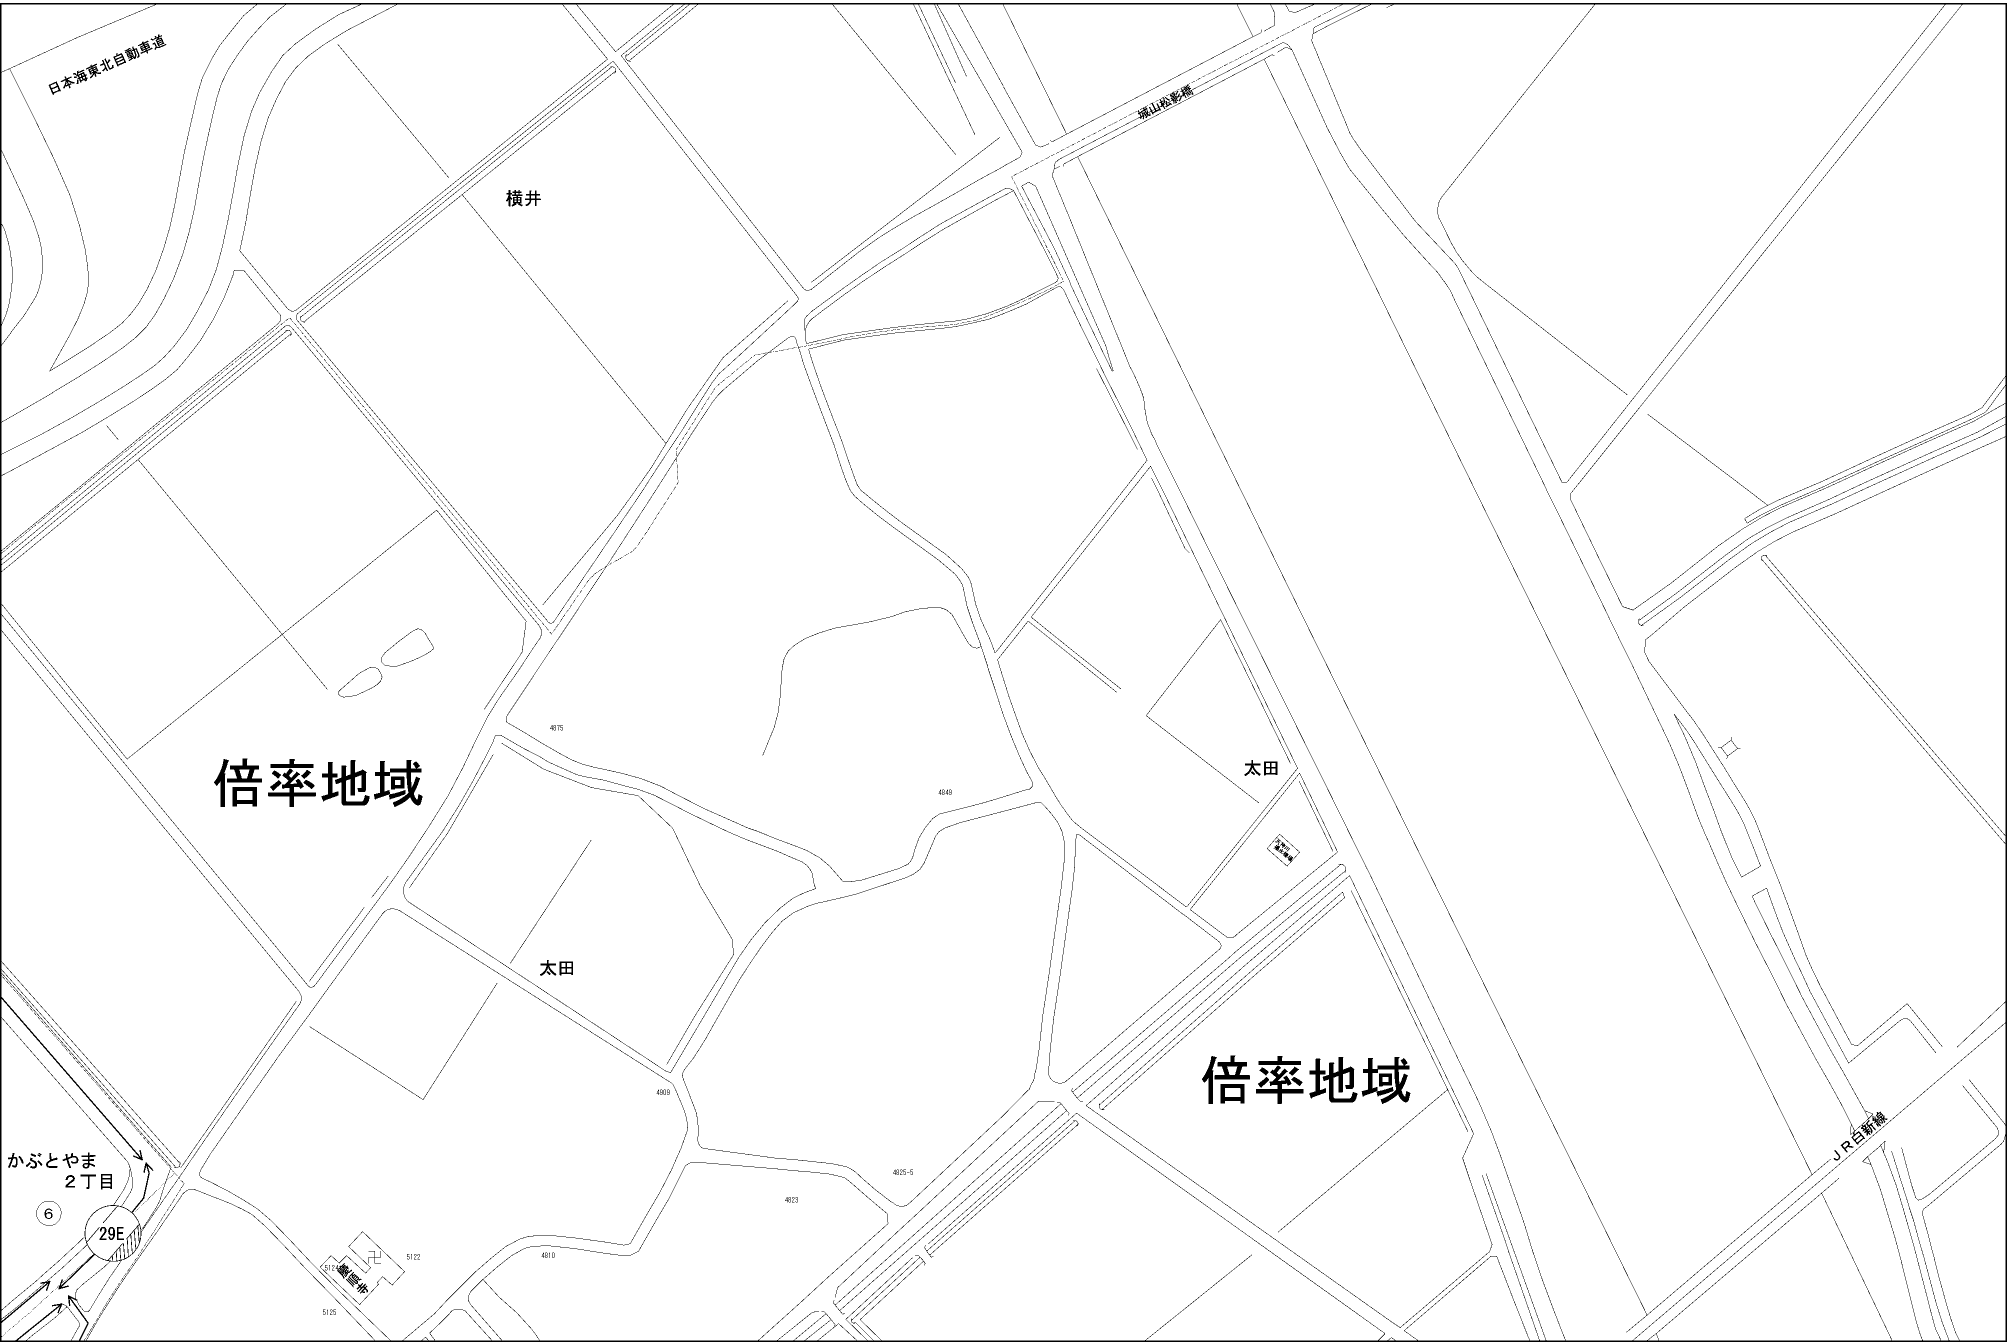 日本海東北自動車道
城山松影橋
横井
4875
倍率地域
太田
4849
太田
4809
倍率地域
JR白新線
かぶとやま
2丁目
6
29E
4825-5
4823
4810
5122
5124
5125